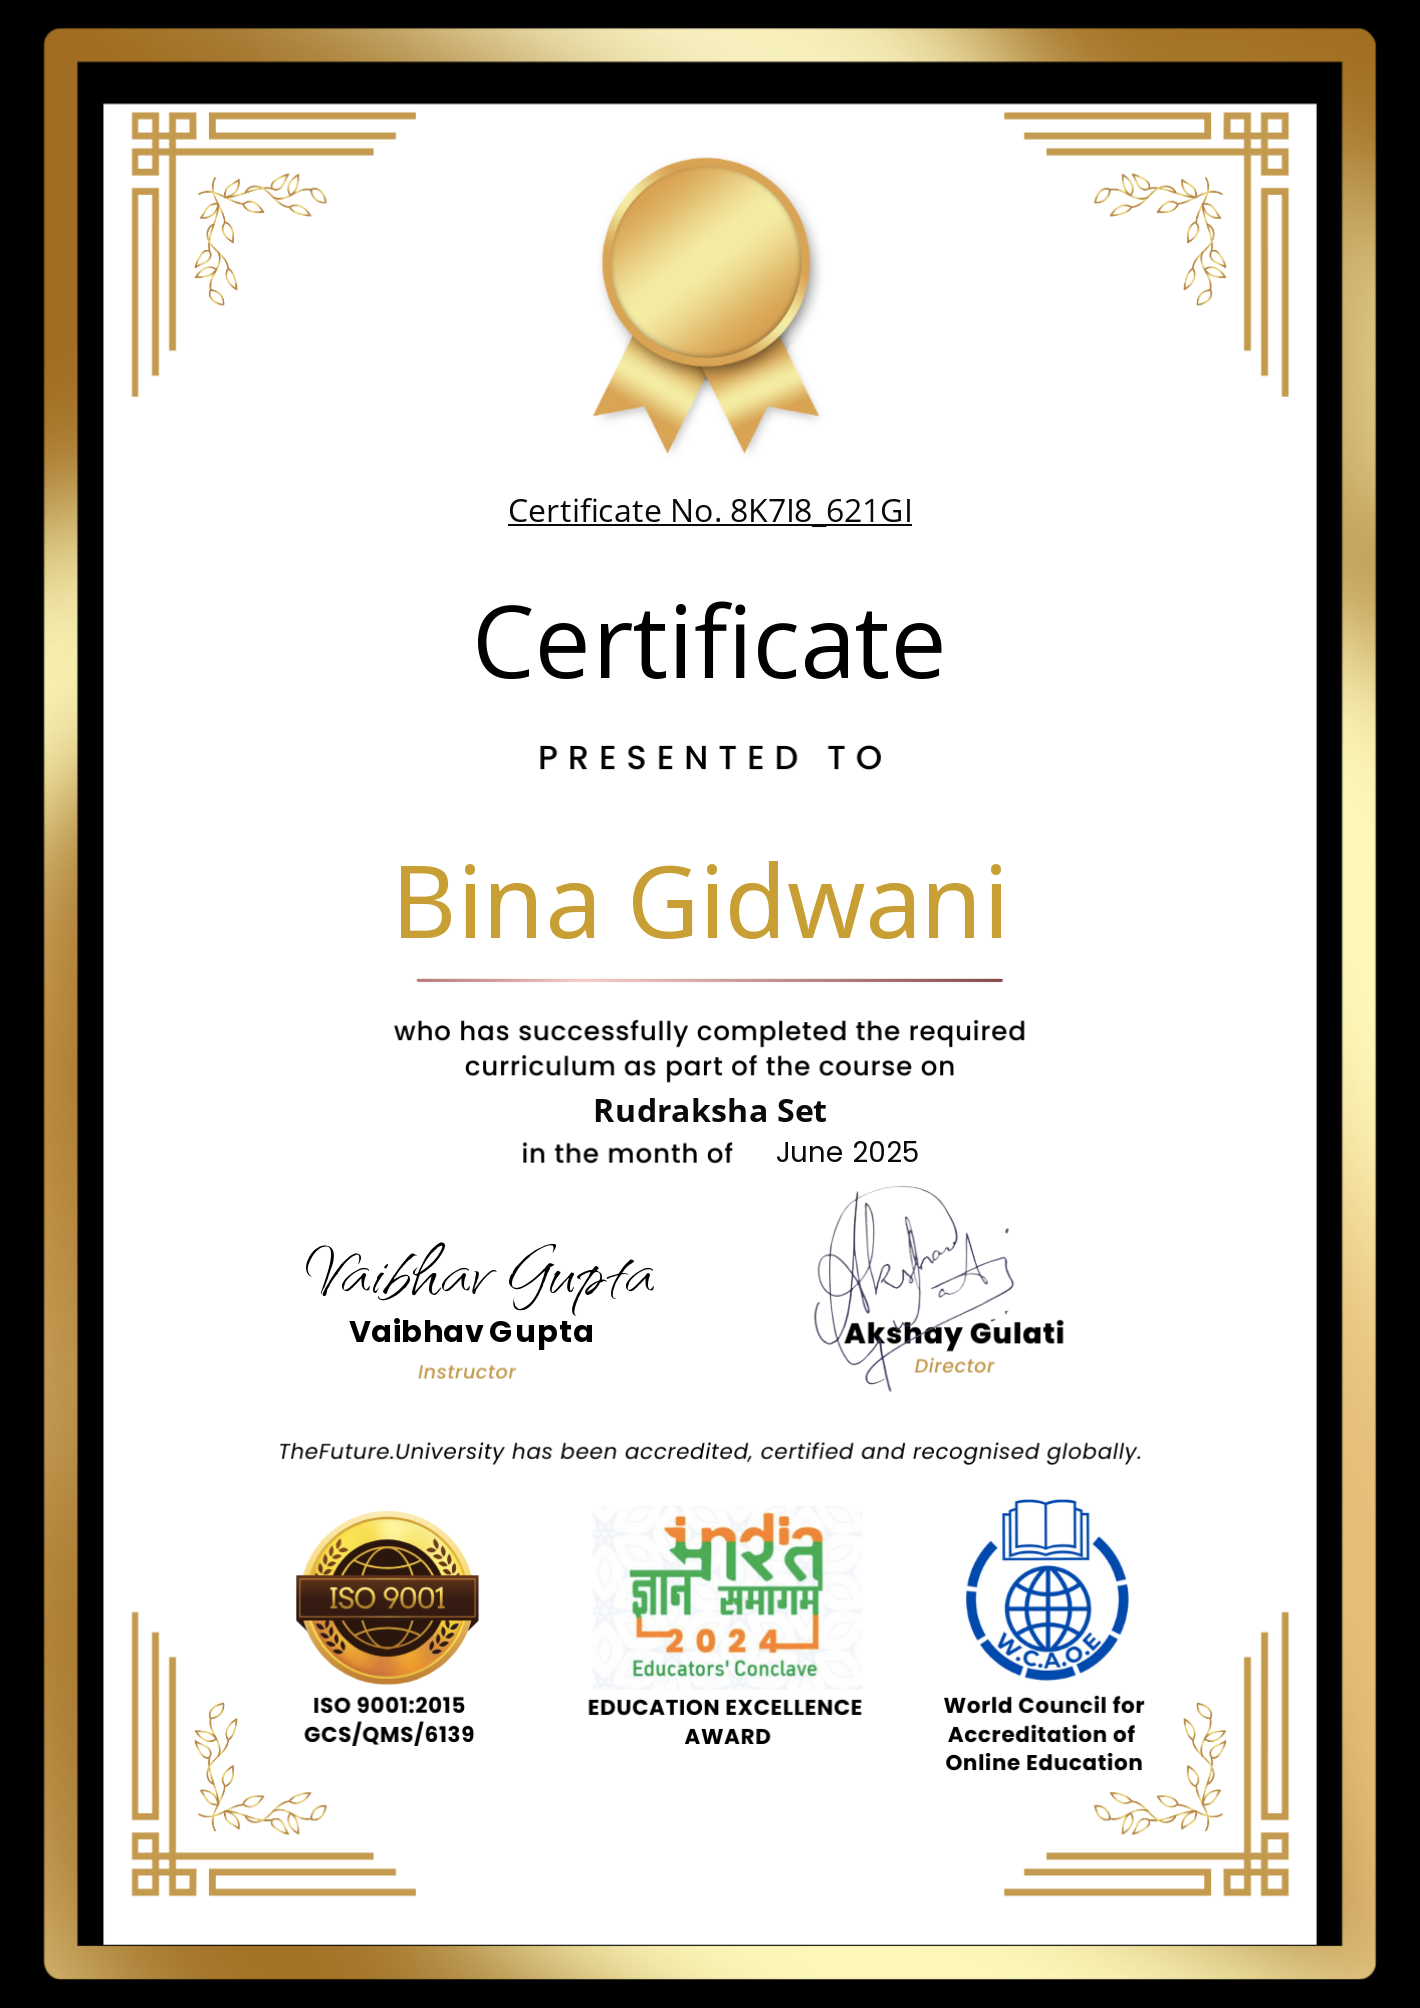 Certificate No. 8K7I8_621GI
Certificate
PRESENTED TO
Bina Gidwani
who has successfully completed the required
curriculum as part of the course on
Rudraksha Set
in the month of June 2025
Vaibhav Gupta
Vaibhav Gupta
Instructor
Akshay Gulati
Director
TheFuture.University has been accredited, certified and recognised globally.
ISO 9001
ISO 9001:2015
GCS/QMS/6139
india
भारत
ज्ञान समागम
2024
Educators' Conclave
EDUCATION EXCELLENCE
AWARD
W.C.A.O.E
World Council for
Accreditation of
Online Education